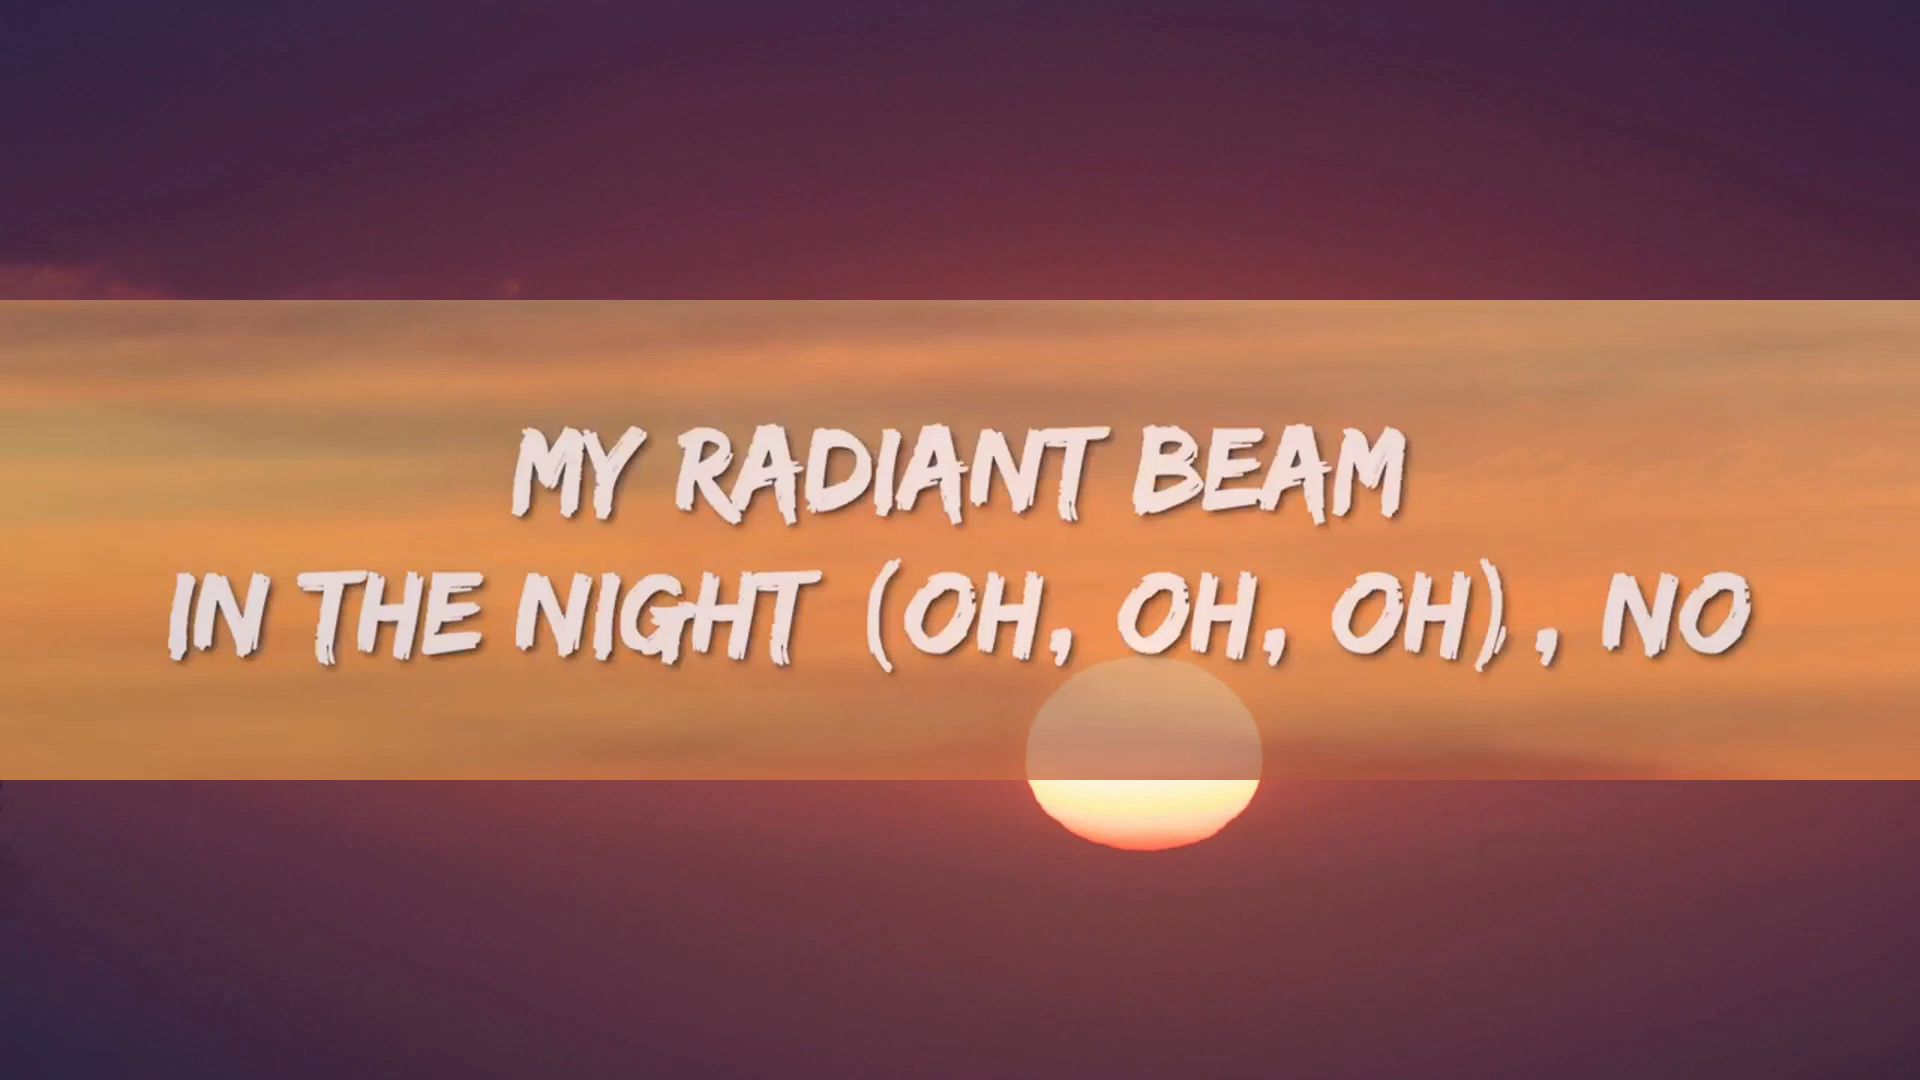 MY RADIANT BEAM
IN THE NIGHT (OH, OH, OH), NO